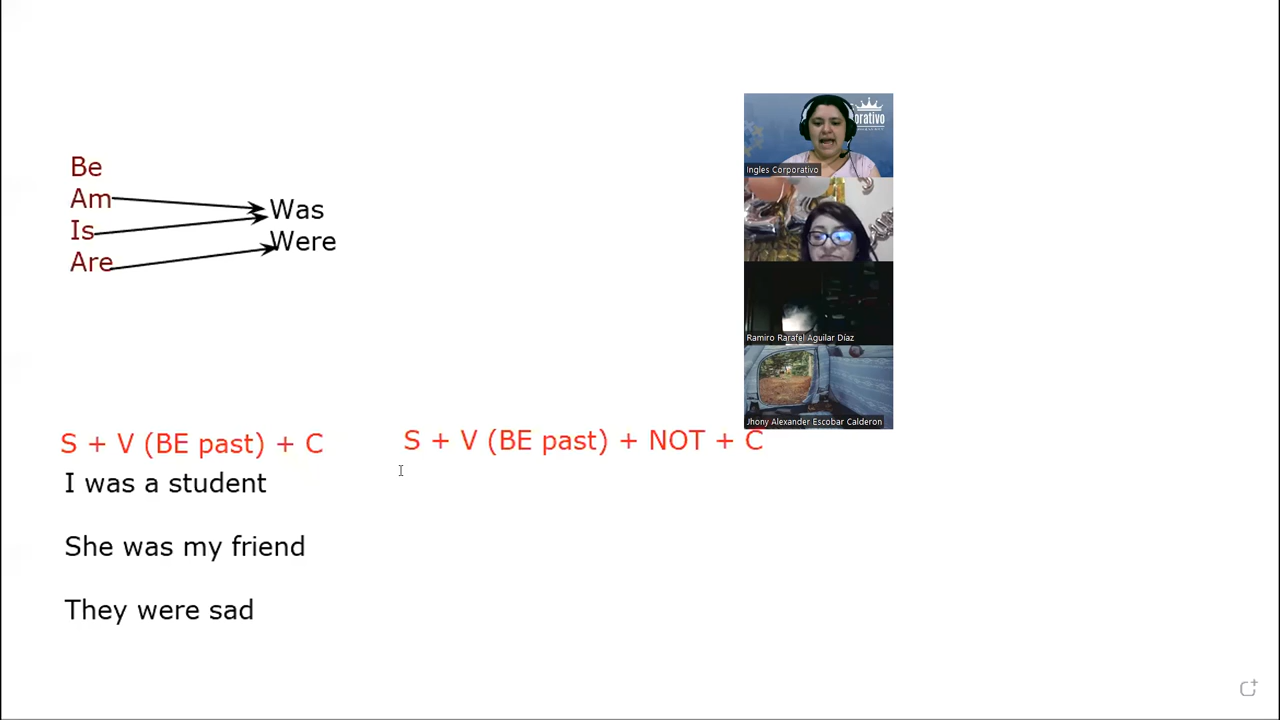 Be
Am
Is
Are
Was
Were
orativo
Ingles Corporativo
Ramiro Rarafel Aguilar Díaz
Jhony Alexander Escobar Calderon
S + V (BE past) + C
S + V (BE past) + NOT + C
I was a student
She was my friend
They were sad